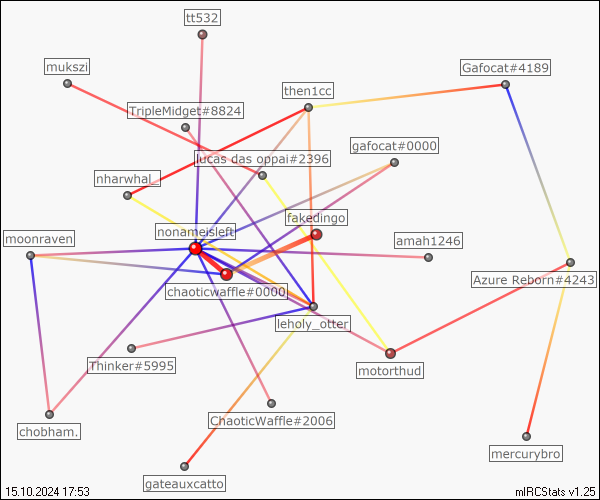 tt532
mukszi
Gafocat#4189
then1cc
TripleMidget#8824
gafocat#0000
lucas das oppai#2396
nharwhal_
fakedingo
nonameisleft
moonraven
amah1246
Azure Reborn#4243
chaoticwaffle#0000
leholy_otter
Thinker#5995
motorthud
ChaoticWaffle#2006
chobham.
mercurybro
gateauxcatto
15.10.2024 17:53
mIRCStats v1.25